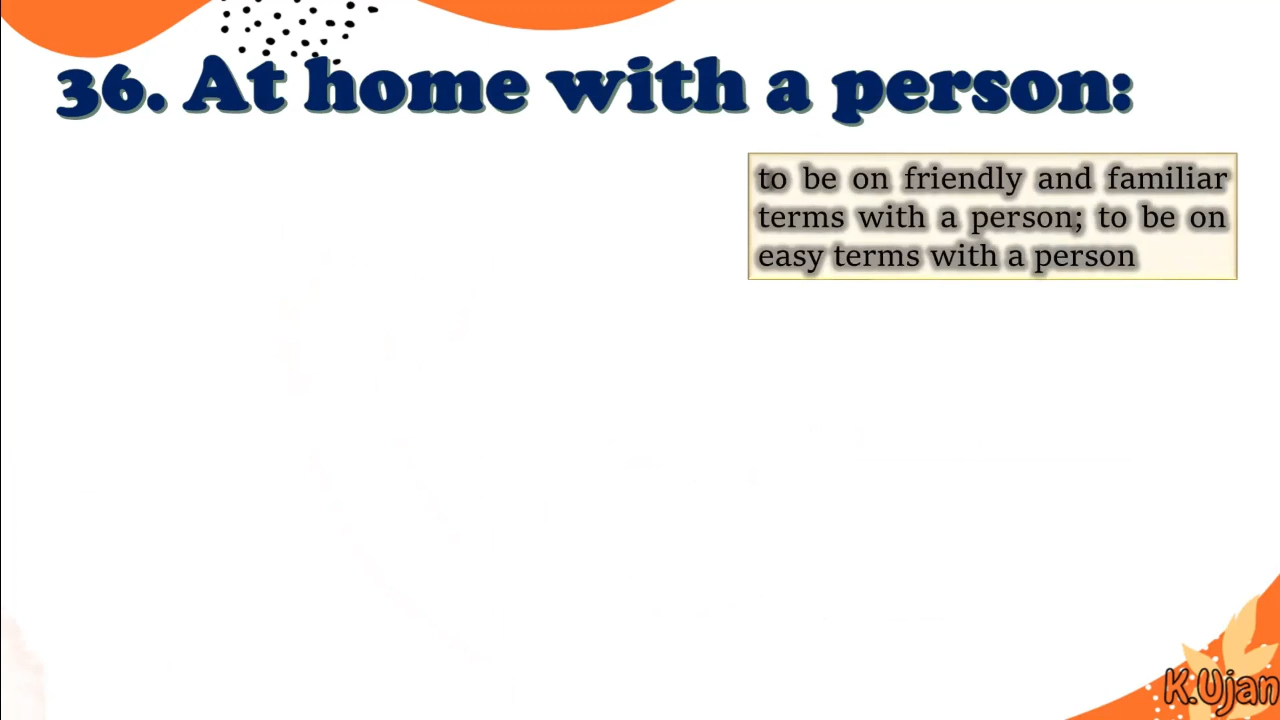 36. At home with a person:
to be on friendly and familiar
terms with a person; to be on
easy terms with a person
K.Ujan